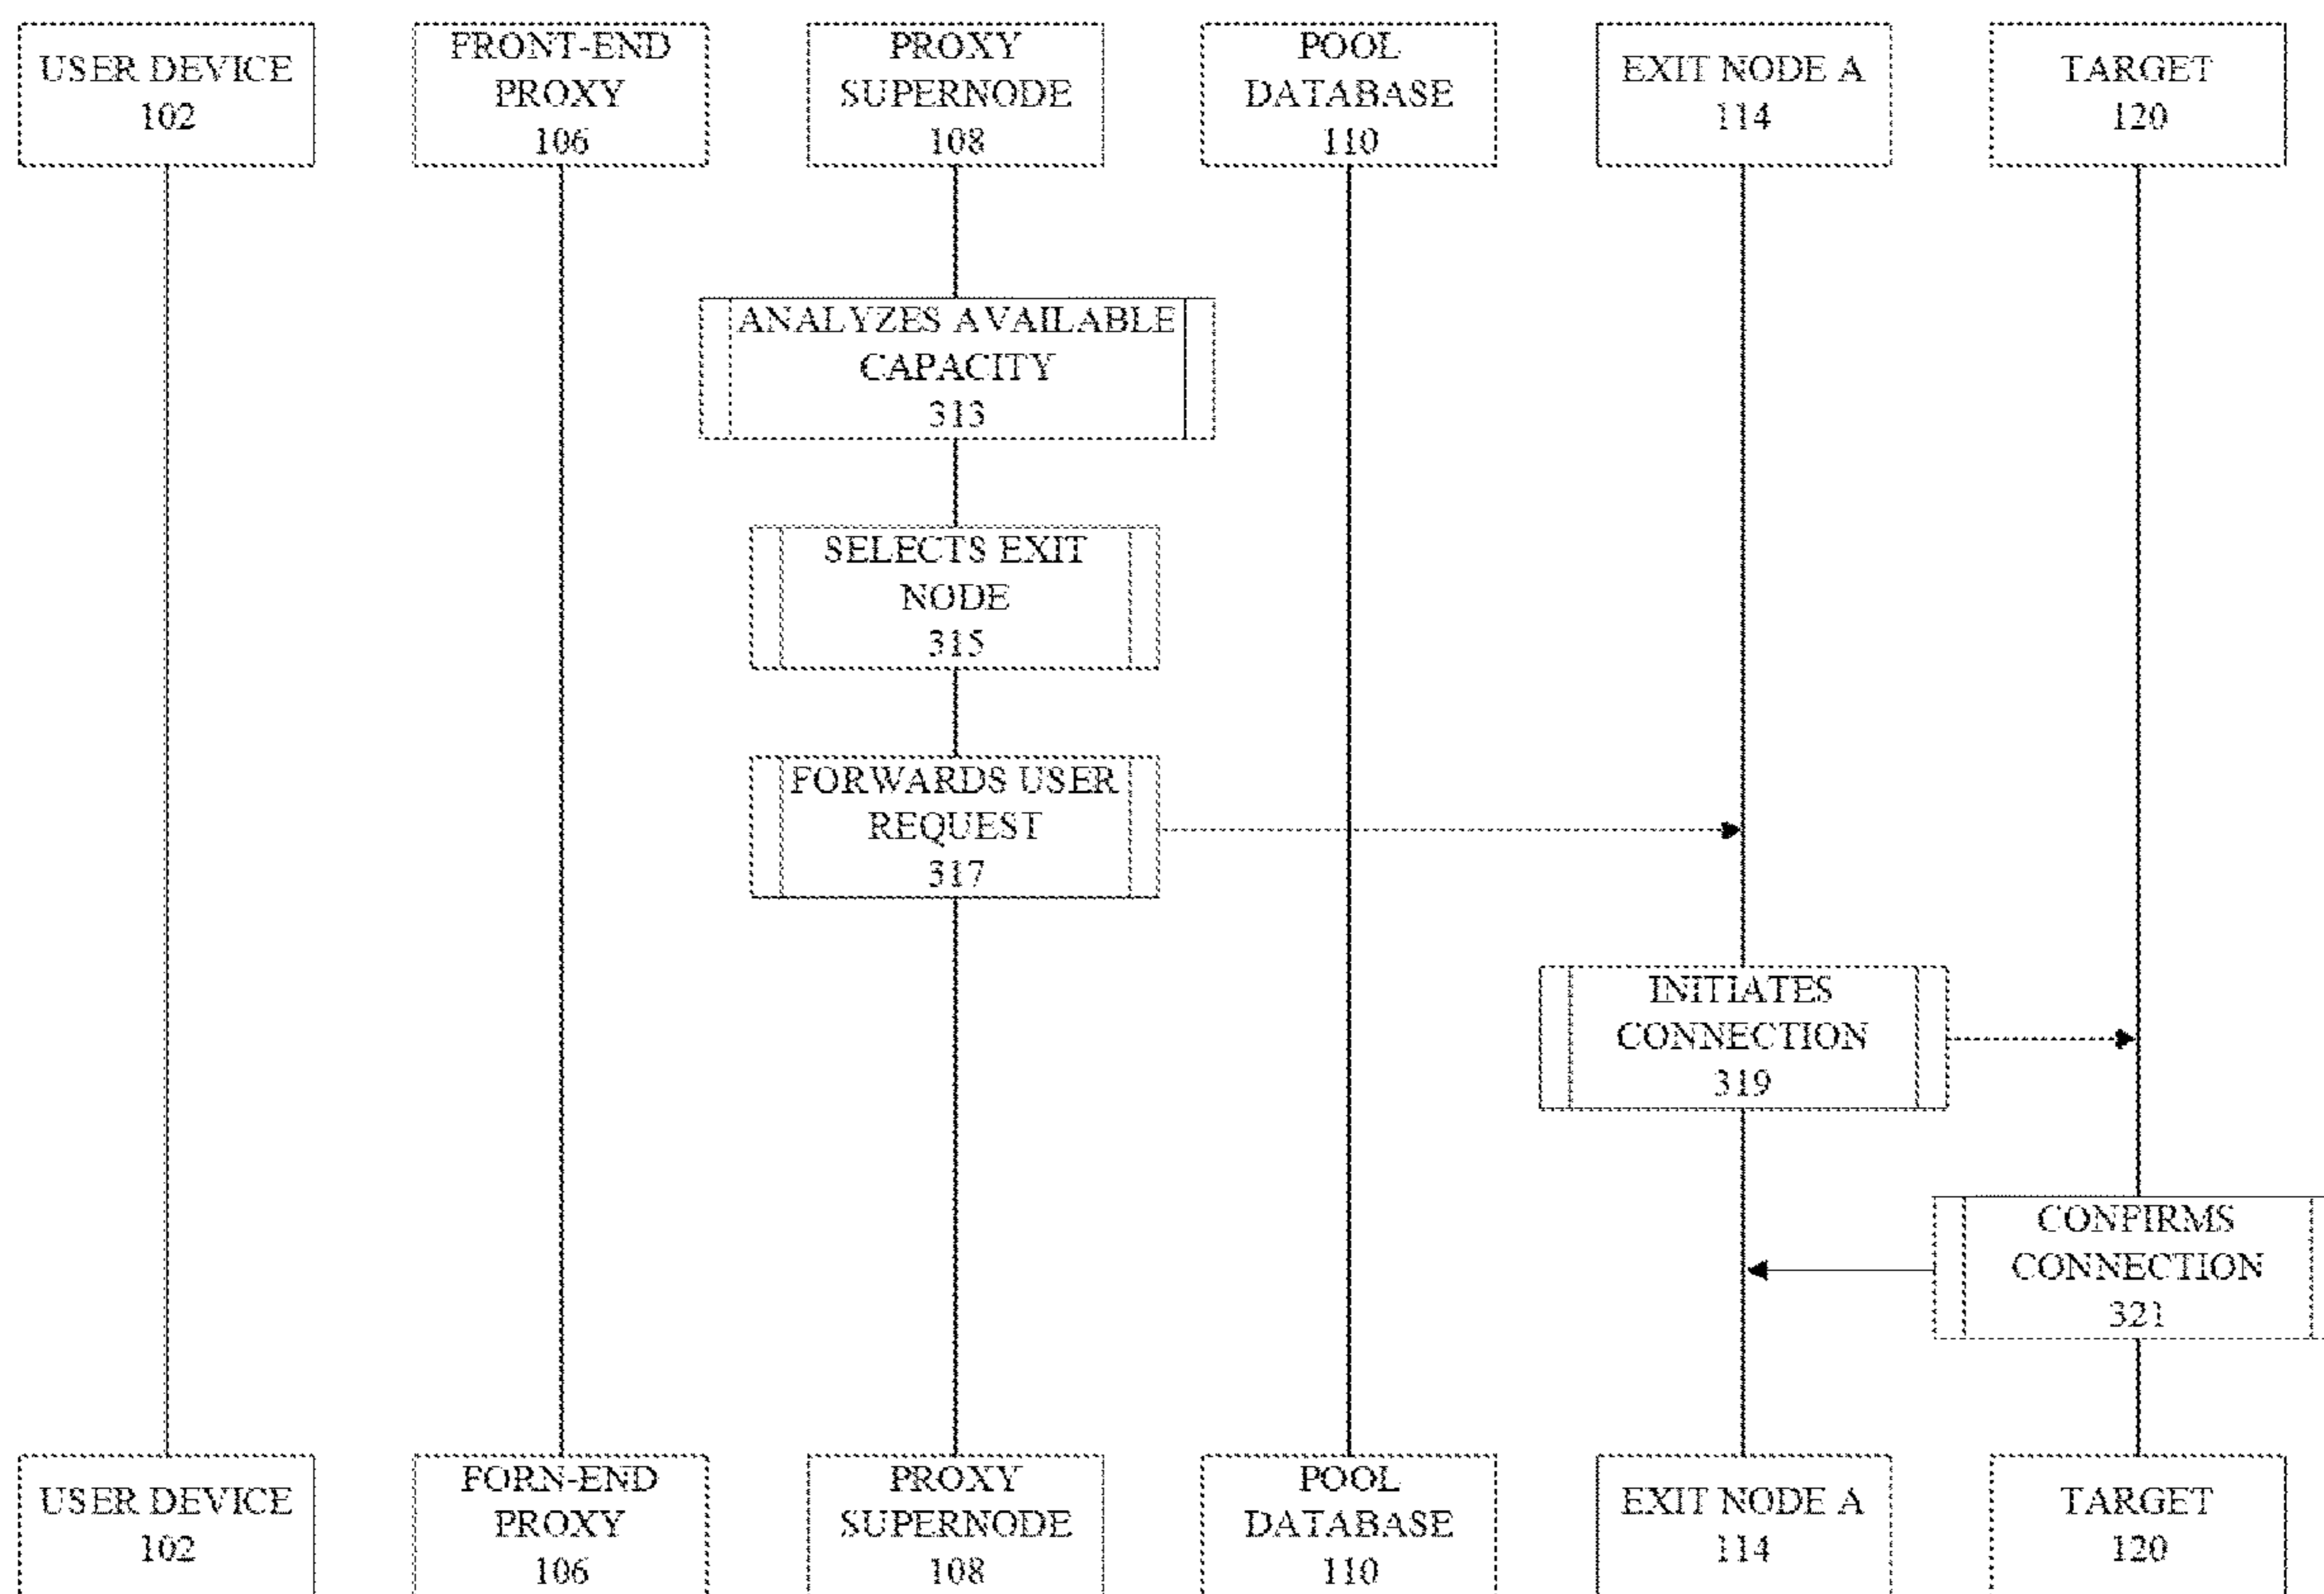 USER DEVICE
102
FRONT-END
PROXY
106
PROXY
SUPERNODE
108
POOL
DATABASE
110
EXIT NODE A
114
TARGET
120
ANALYZES AVAILABLE
CAPACITY
313
SELECTS EXIT
NODE
315
FORWARDS USER
REQUEST
317
INITIATES
CONNECTION
319
CONFIRMS
CONNECTION
321
USER DEVICE
102
FORN-END
PROXY
106
PROXY
SUPERNODE
108
POOL
DATABASE
110
EXIT NODE A
114
TARGET
120